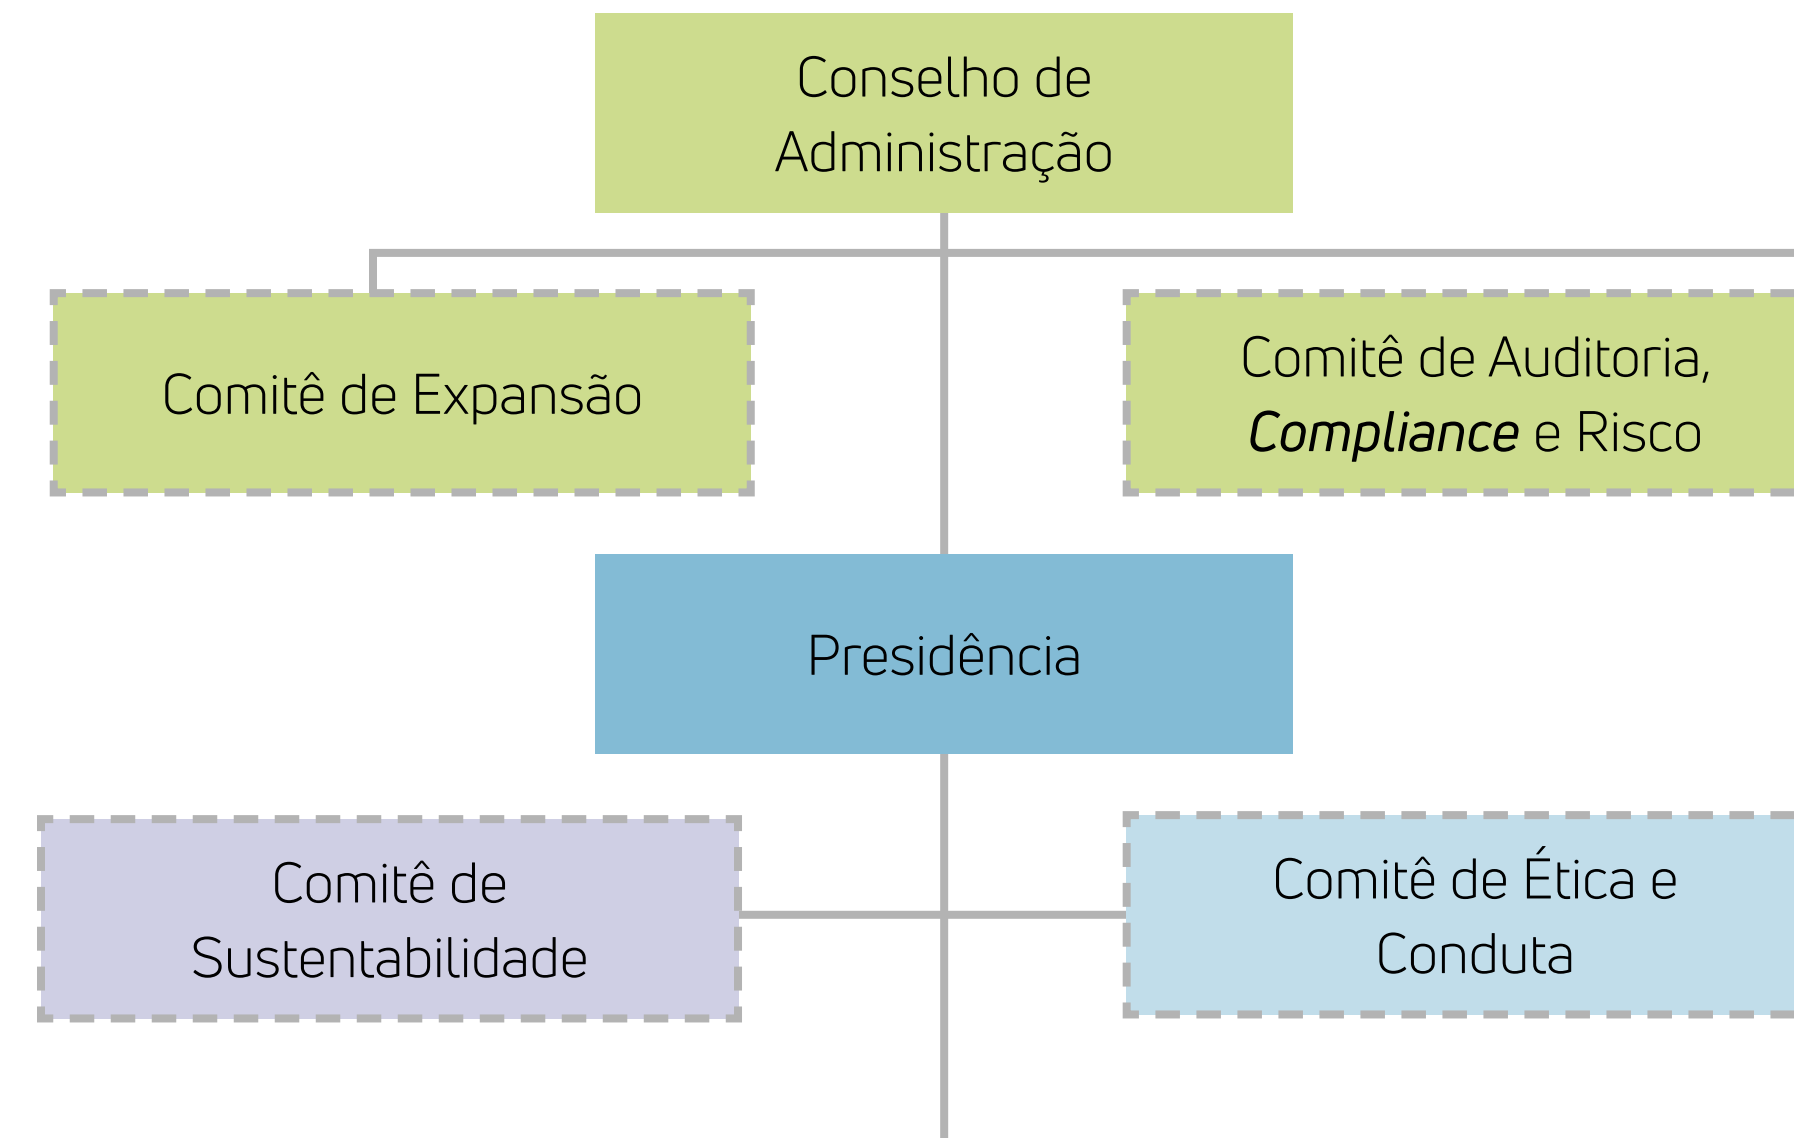 Conselho de
Administração
Comitê de Expansão
Comitê de Auditoria,
Compliance e Risco
Presidência
Comitê de
Sustentabilidade
Comitê de Ética e
Conduta